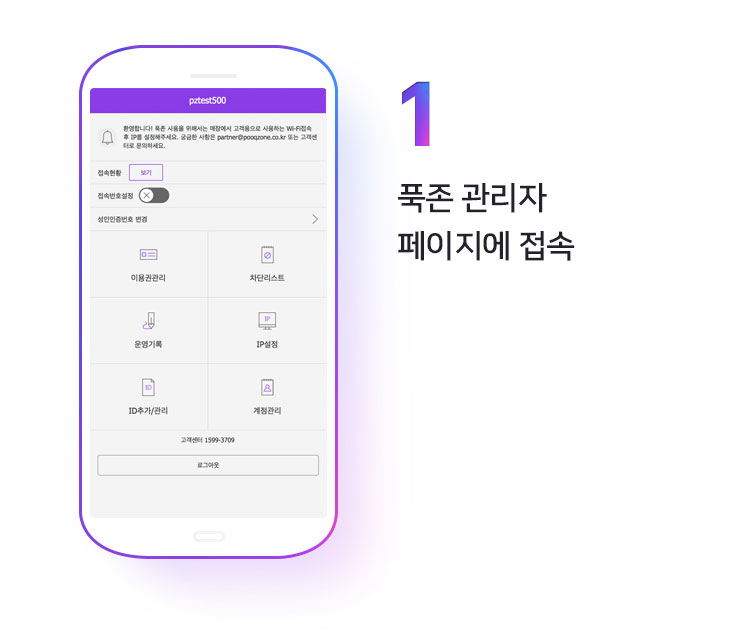 pztest500
환영합니다! 푹존 사용을 위해서는 매장에서 고객용으로 사용하는 Wi-Fi접속
후 IP를 설정해주세요. 궁금한 사항은 partner@pooqzone.co.kr 또는 고객센
터로 문의하세요.
접속현황 보기
접속번호설정
성인인증번호 변경
이용권관리 차단리스트
운영기록 IP설정
ID추가/관리 계정관리
고객센터 1599-3709
로그아웃
1
푹존 관리자
페이지에 접속